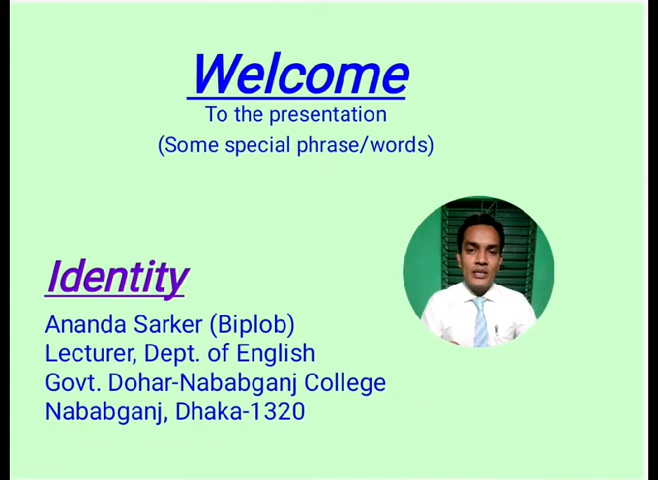 Welcome
To the presentation
(Some special phrase/words)
Identity
Ananda Sarker (Biplob)
Lecturer, Dept. of English
Govt. Dohar-Nababganj College
Nababganj, Dhaka-1320